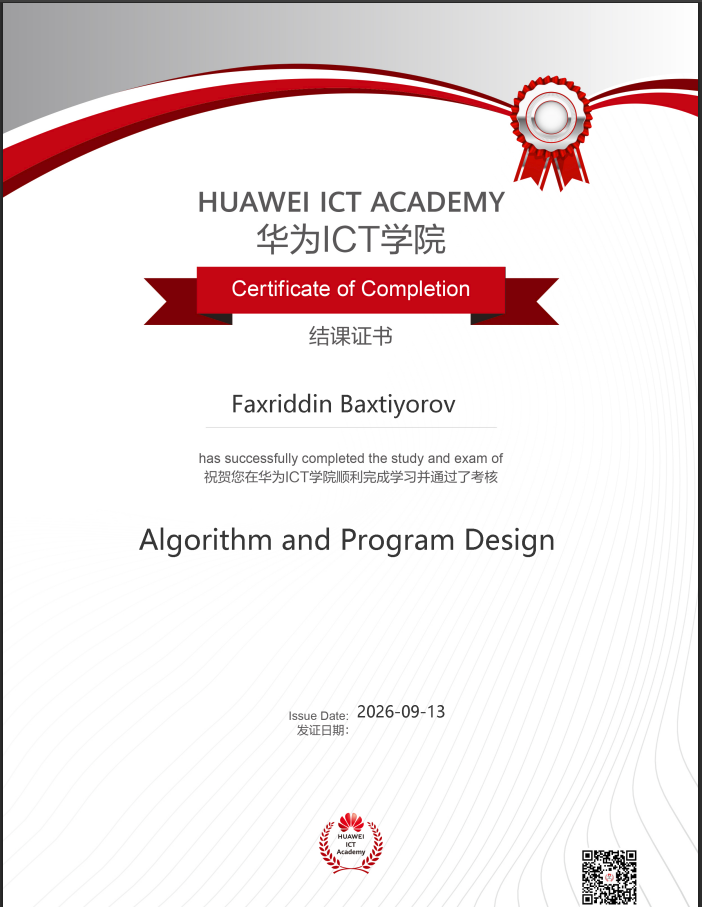 HUAWEI ICT ACADEMY
华为ICT学院
Certificate of Completion
结课证书
Faxriddin Baxtiyorov
has successfully completed the study and exam of
祝贺您在华为ICT学院顺利完成学习并通过了考核
Algorithm and Program Design
Issue Date: 2026-09-13
发证日期:
HUAWEI
ICT
Academy